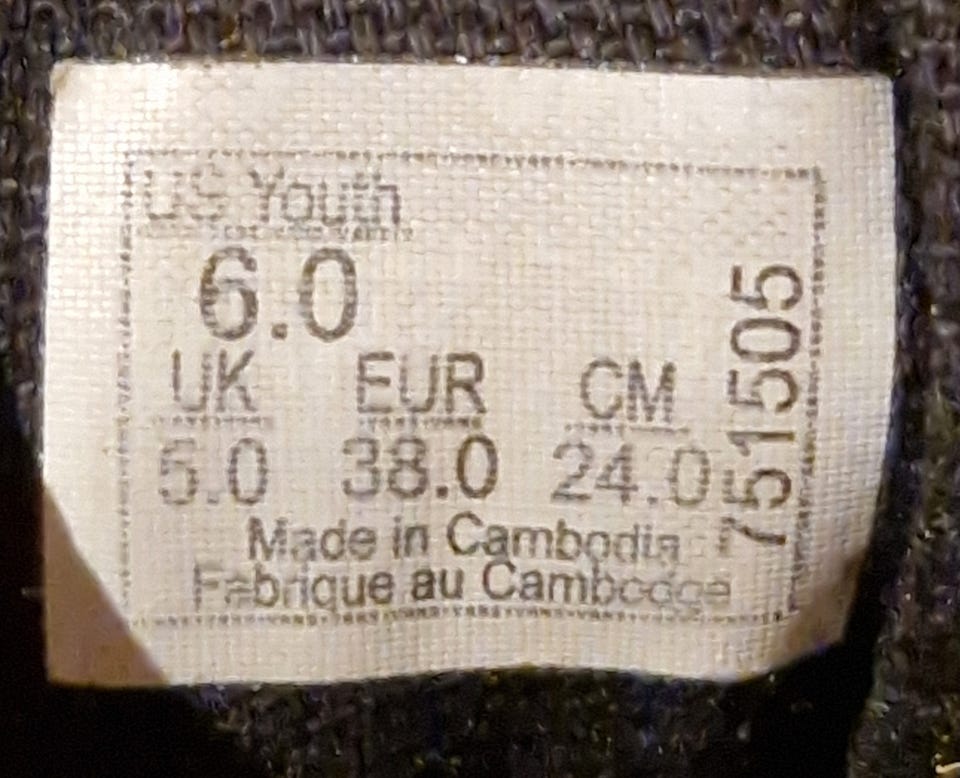 US Youth
6.0
UK EUR CM
5.0 38.0 24.0
Made in Cambodia
Fabrique au Cambodge
751505